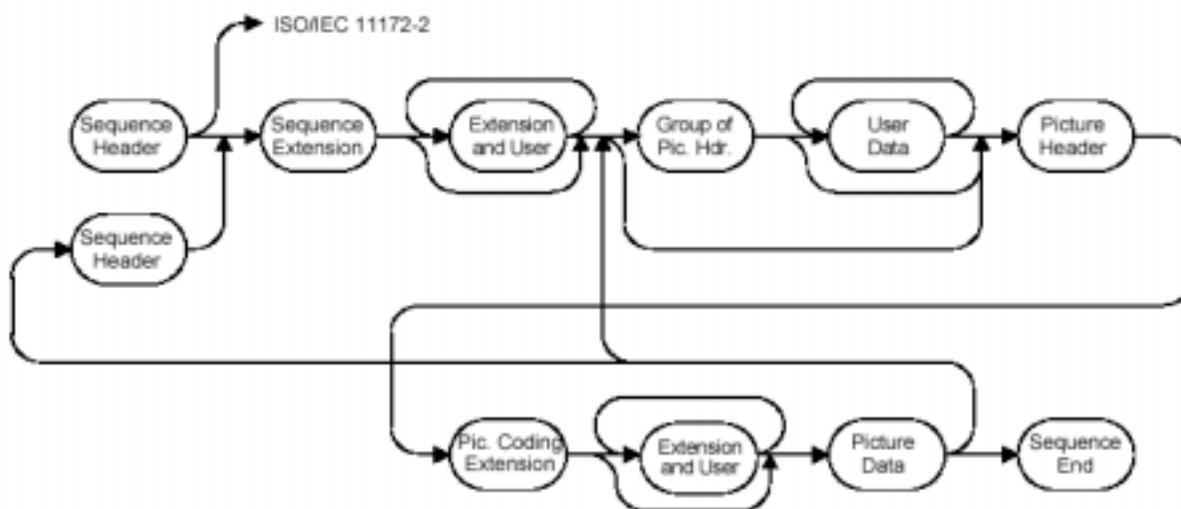 ISO/IEC 11172-2
Sequence
Header
Sequence
Extension
Extension
and User
Group of
Pic. Hdr.
User
Data
Picture
Header
Sequence
Header
Pic. Coding
Extension
Extension
and User
Picture
Data
Sequence
End